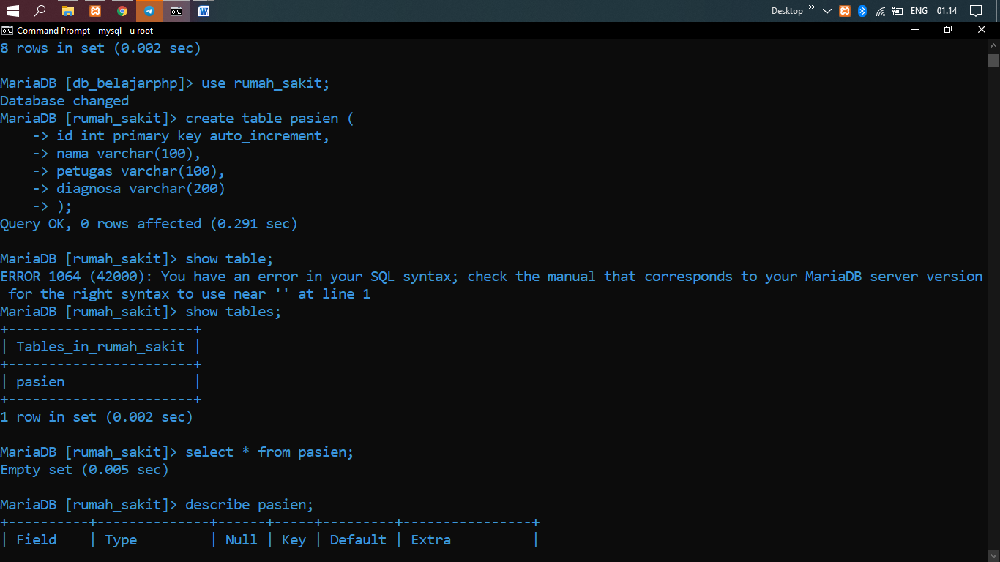 Desktop » ENG 01.14
Command Prompt - mysql  -u root
8 rows in set (0.002 sec)
MariaDB [db_belajarphp]> use rumah_sakit;
Database changed
MariaDB [rumah_sakit]> create table pasien (
    -> id int primary key auto_increment,
    -> nama varchar(100),
    -> petugas varchar(100),
    -> diagnosa varchar(200)
    -> );
Query OK, 0 rows affected (0.291 sec)
MariaDB [rumah_sakit]> show table;
ERROR 1064 (42000): You have an error in your SQL syntax; check the manual that corresponds to your MariaDB server version
 for the right syntax to use near '' at line 1
MariaDB [rumah_sakit]> show tables;
+-----------------------+
| Tables_in_rumah_sakit |
+-----------------------+
| pasien                |
+-----------------------+
1 row in set (0.002 sec)
MariaDB [rumah_sakit]> select * from pasien;
Empty set (0.005 sec)
MariaDB [rumah_sakit]> describe pasien;
+----------+--------------+------+-----+---------+----------------+
| Field    | Type         | Null | Key | Default | Extra          |